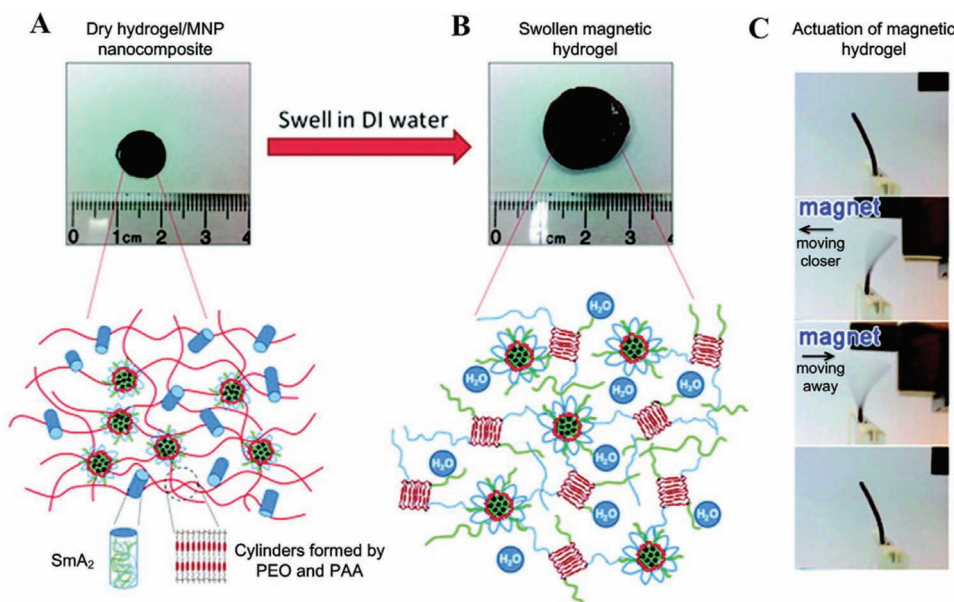 A
Dry hydrogel/MNP
nanocomposite
0 1cm 2 3 4
Swell in DI water
B
Swollen magnetic
hydrogel
0 1cm 2 3 4
C
Actuation of magnetic
hydrogel
magnet
moving
closer
magnet
moving
away
H₂O
H₂O
H₂O
H₂O
H₂O
H₂O
H₂O
H₂O
H₂O
SmA₂
Cylinders formed by
PEO and PAA